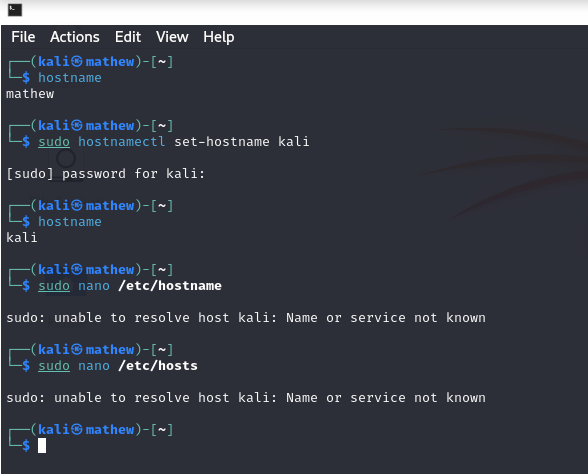 File Actions Edit View Help
┌──(kali㉿mathew)-[~]
└─$ hostname
mathew
┌──(kali㉿mathew)-[~]
└─$ sudo hostnamectl set-hostname kali
[sudo] password for kali:
┌──(kali㉿mathew)-[~]
└─$ hostname
kali
┌──(kali㉿mathew)-[~]
└─$ sudo nano /etc/hostname
sudo: unable to resolve host kali: Name or service not known
┌──(kali㉿mathew)-[~]
└─$ sudo nano /etc/hosts
sudo: unable to resolve host kali: Name or service not known
┌──(kali㉿mathew)-[~]
└─$